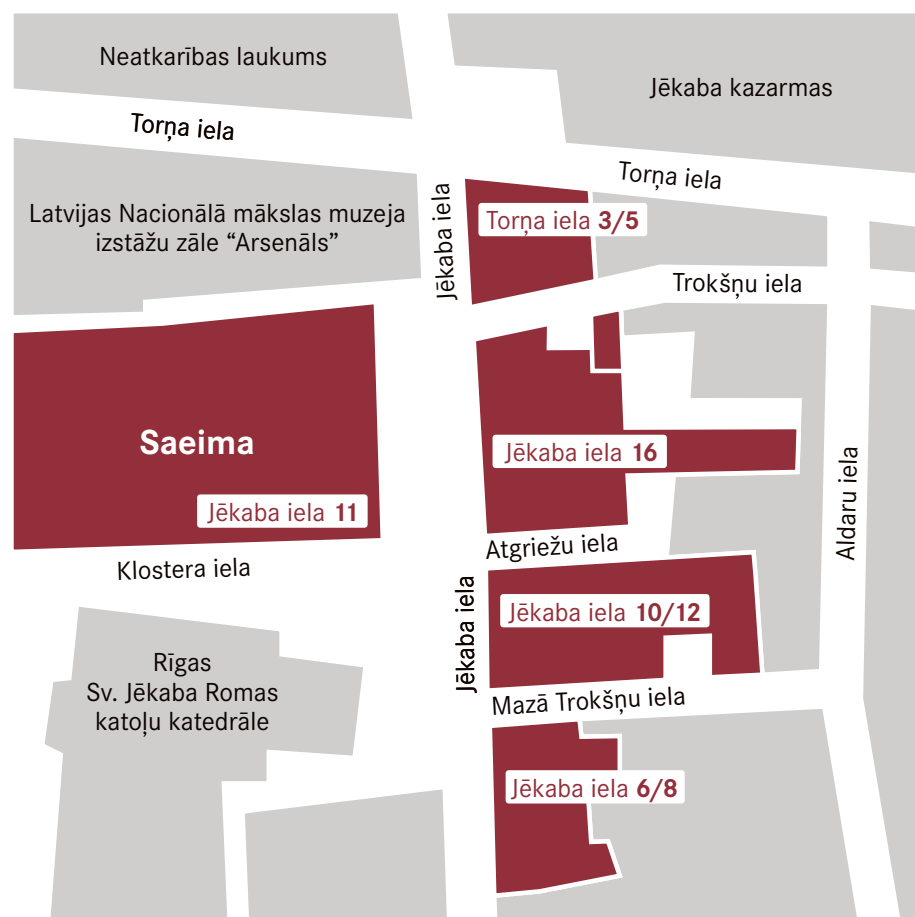 Neatkarības laukums
Jēkaba kazarmas
Torņa iela
Torņa iela
Latvijas Nacionālā mākslas muzeja
izstāžu zāle “Arsenāls”
Jēkaba iela
Torņa iela 3/5
Trokšņu iela
Saeima
Jēkaba iela 11
Jēkaba iela 16
Aldaru iela
Atgriežu iela
Klostera iela
Jēkaba iela
Jēkaba iela 10/12
Rīgas
Sv. Jēkaba Romas
katoļu katedrāle
Mazā Trokšņu iela
Jēkaba iela 6/8